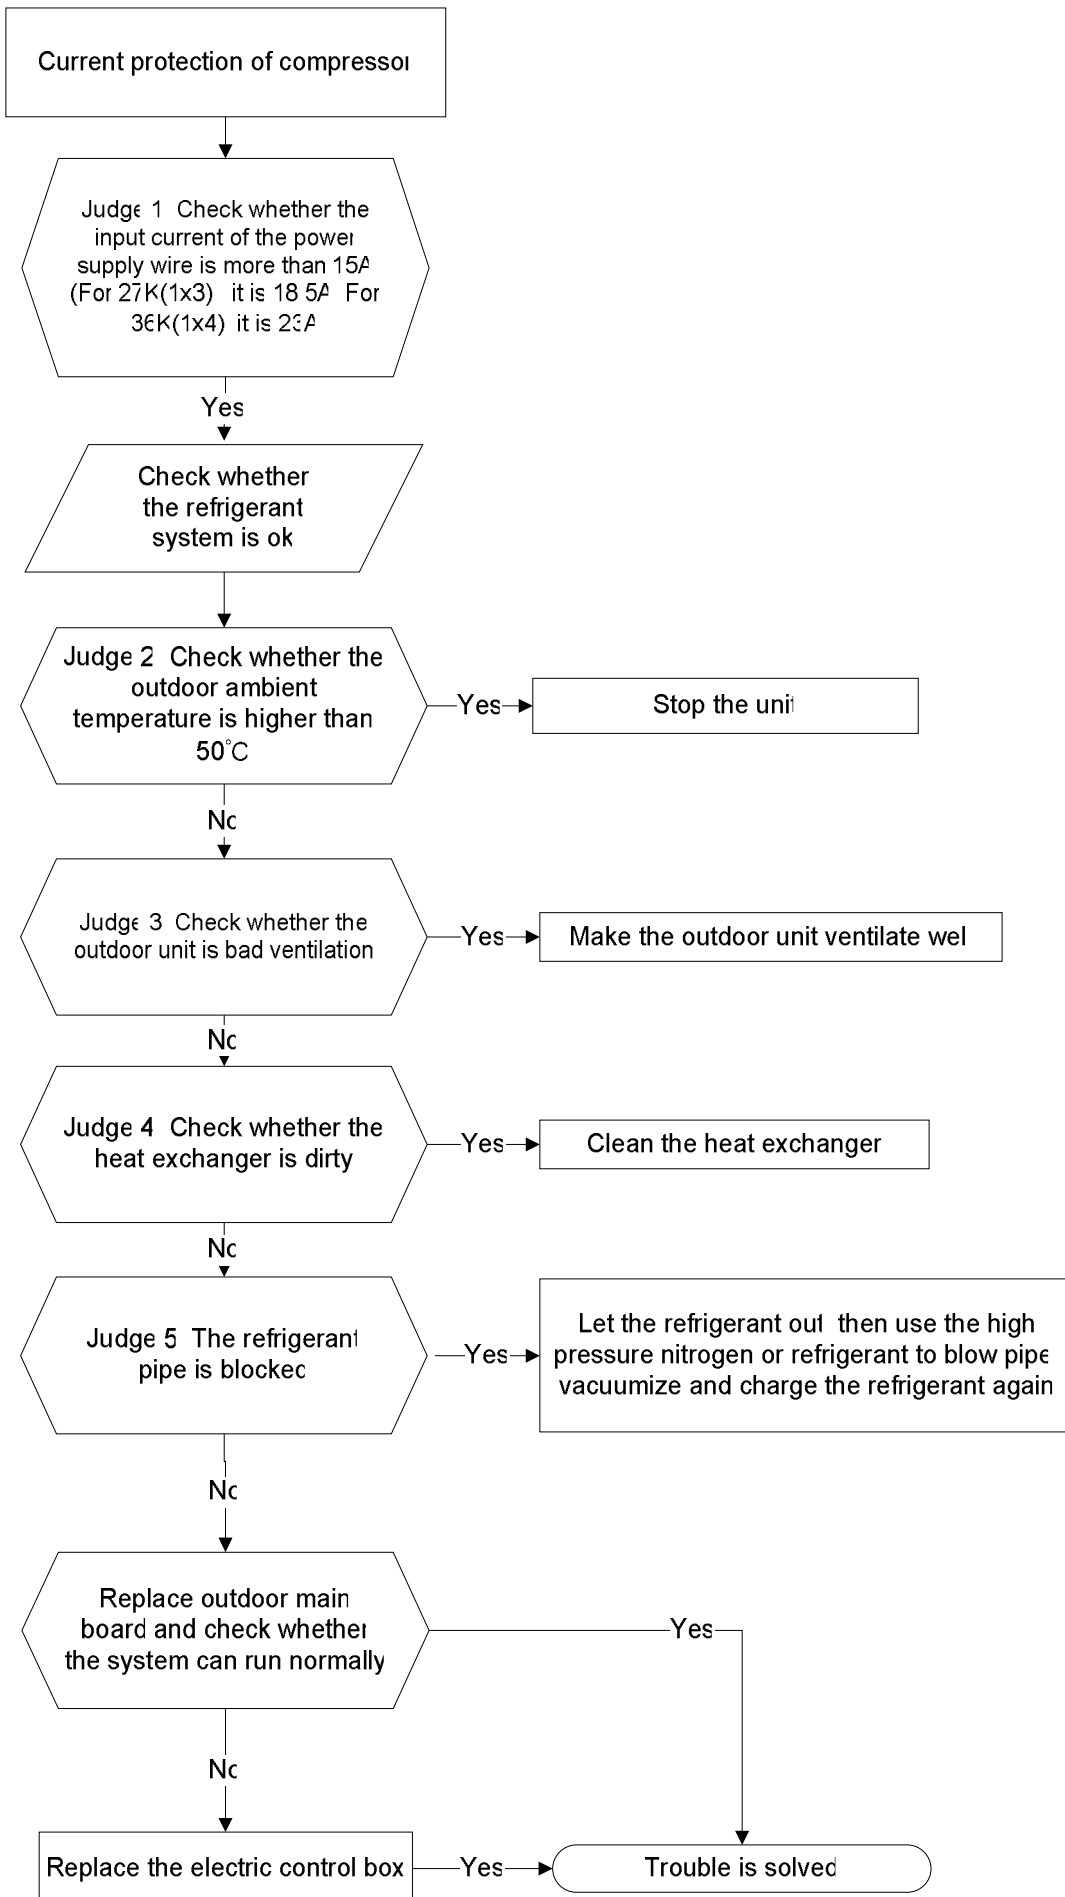 Current protection of compressor
Judge 1 Check whether the
input current of the power
supply wire is more than 15A
(For 27K(1x3) it is 18 5A For
36K(1x4) it is 23A
Yes
Check whether
the refrigerant
system is ok
Judge 2 Check whether the
outdoor ambient
temperature is higher than
50°C
Yes
Stop the unit
No
Judge 3 Check whether the
outdoor unit is bad ventilation
Yes
Make the outdoor unit ventilate wel
No
Judge 4 Check whether the
heat exchanger is dirty
Yes
Clean the heat exchanger
No
Judge 5 The refrigerant
pipe is blocked
Yes
Let the refrigerant out then use the high
pressure nitrogen or refrigerant to blow pipe
vacuumize and charge the refrigerant again
No
Replace outdoor main
board and check whether
the system can run normally
Yes
No
Replace the electric control box
Yes
Trouble is solved